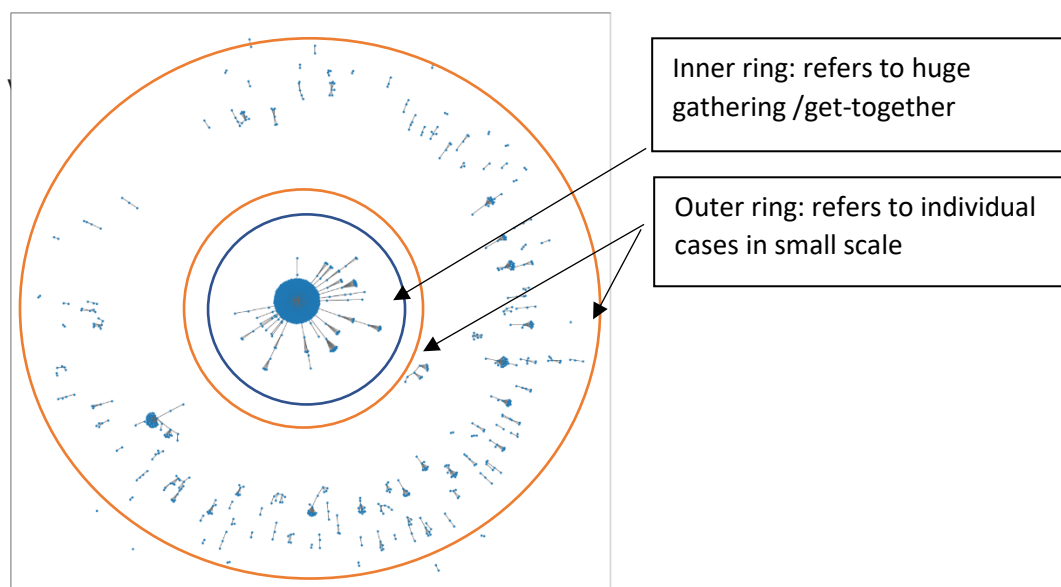 Inner ring: refers to huge
gathering /get-together
Outer ring: refers to individual
cases in small scale